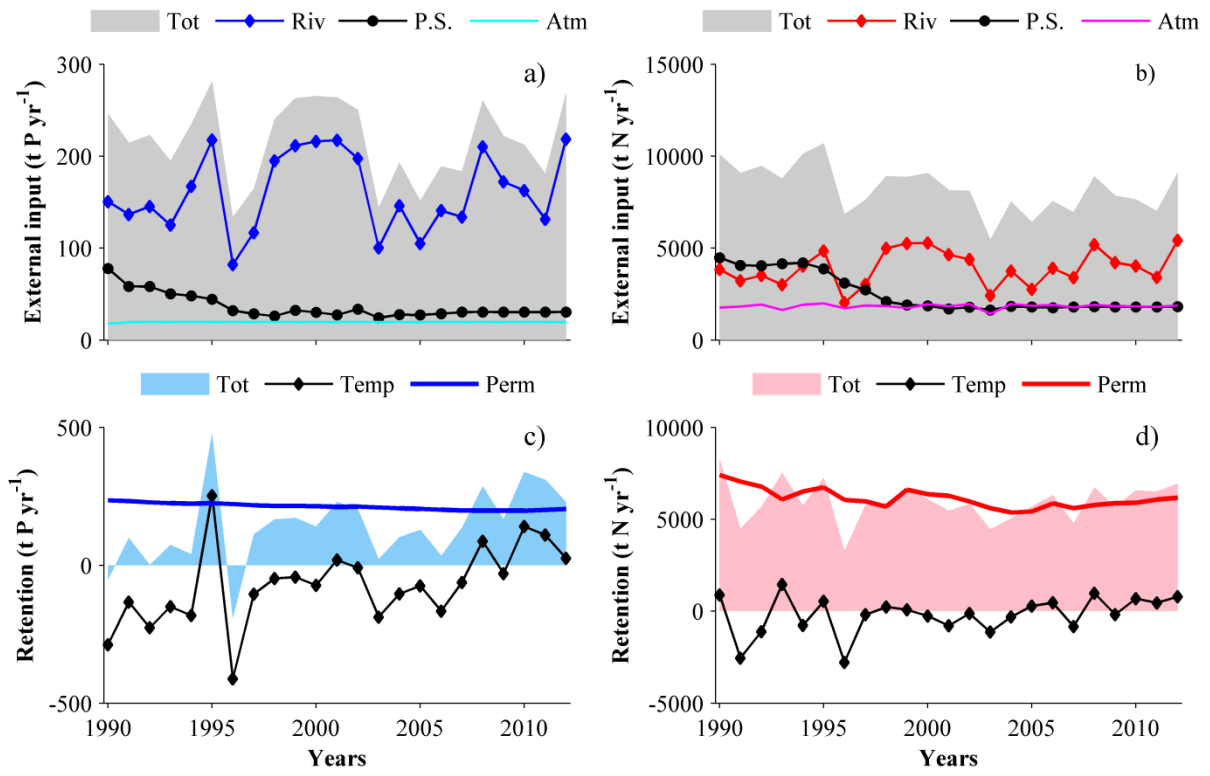 Tot Riv P.S. Atm
Tot Riv P.S. Atm
a)
External input (t P yr⁻¹)
300
200
100
0
b)
External input (t N yr⁻¹)
15000
10000
5000
0
Tot Temp Perm
Tot Temp Perm
c)
Retention (t P yr⁻¹)
500
0
-500
1990 1995 2000 2005 2010
Years
d)
Retention (t N yr⁻¹)
10000
5000
0
-5000
1990 1995 2000 2005 2010
Years